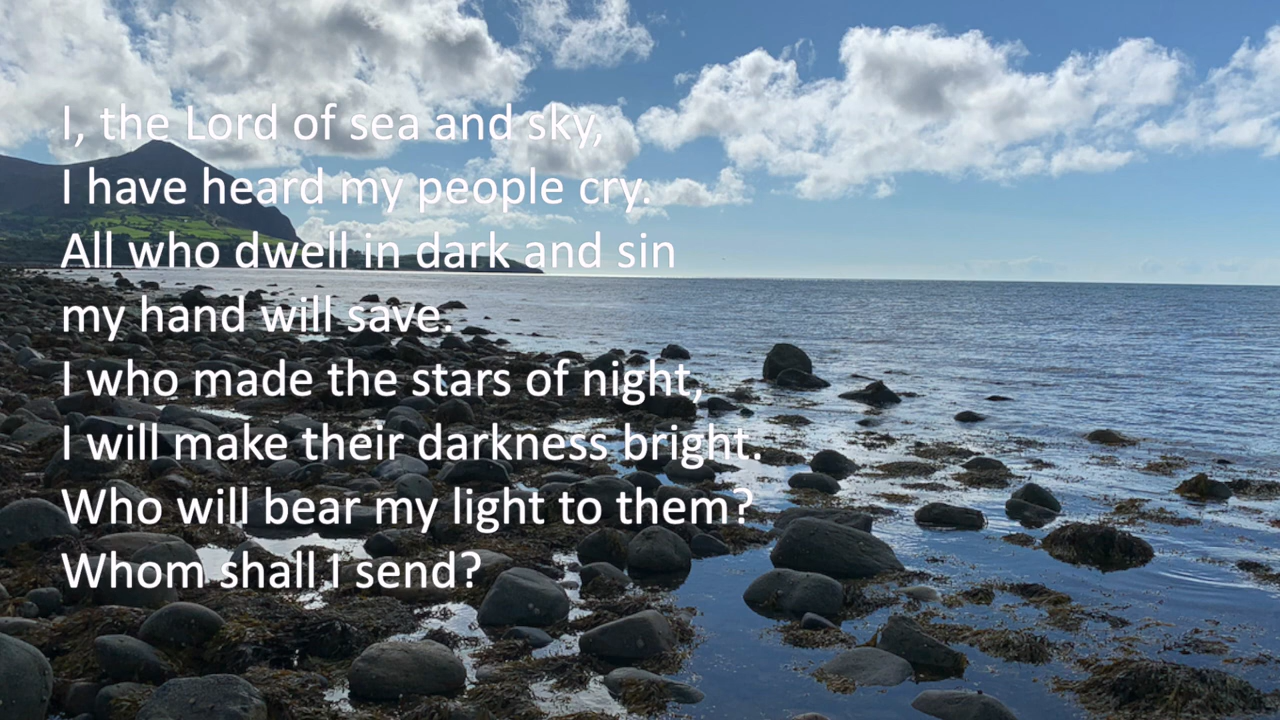 I, the Lord of sea and sky,
I have heard my people cry.
All who dwell in dark and sin
my hand will save.
I who made the stars of night,
I will make their darkness bright.
Who will bear my light to them?
Whom shall I send?